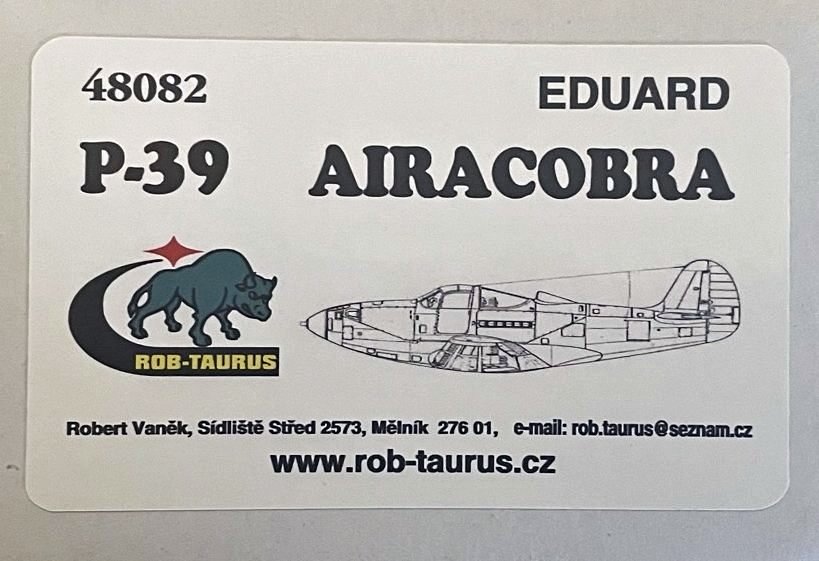 48082 EDUARD
P-39 AIRACOBRA
ROB-TAURUS
Robert Vaněk, Sídliště Střed 2573, Mělník 276 01, e-mail: rob.taurus@seznam.cz
www.rob-taurus.cz